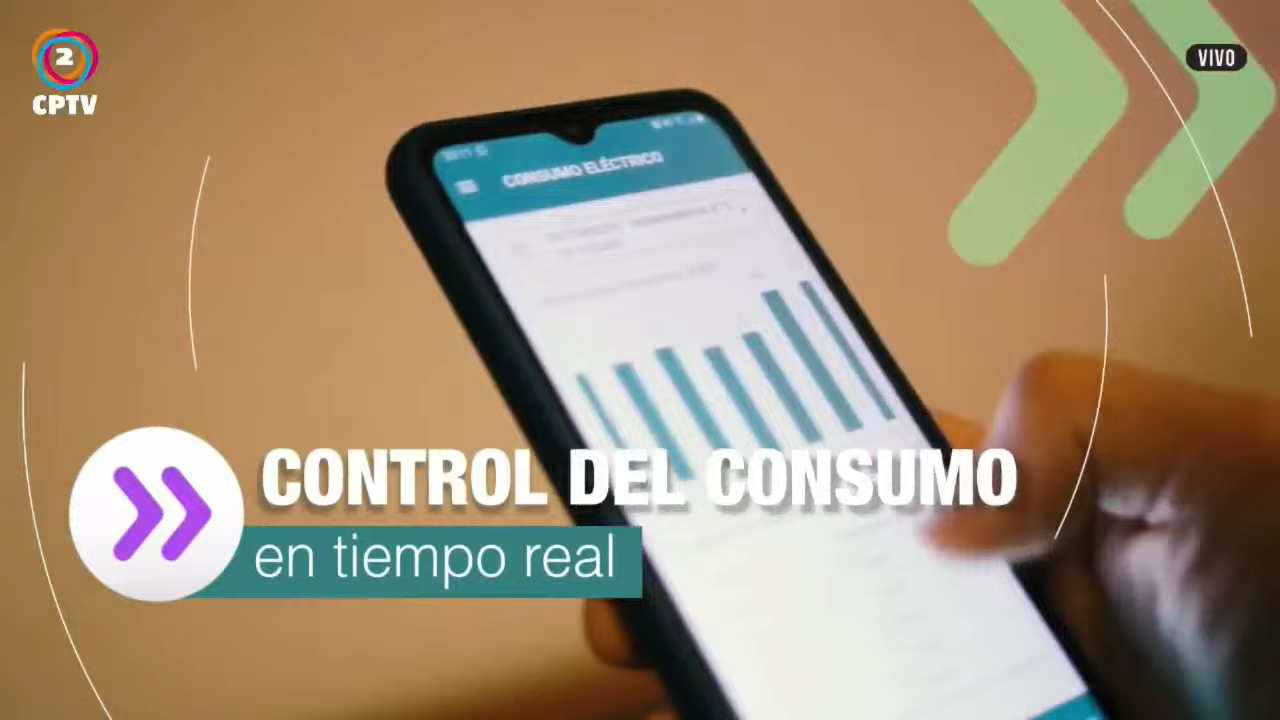 2
CPTV
VIVO
CONSUMO ELÉCTRICO
CONTROL DEL CONSUMO
en tiempo real